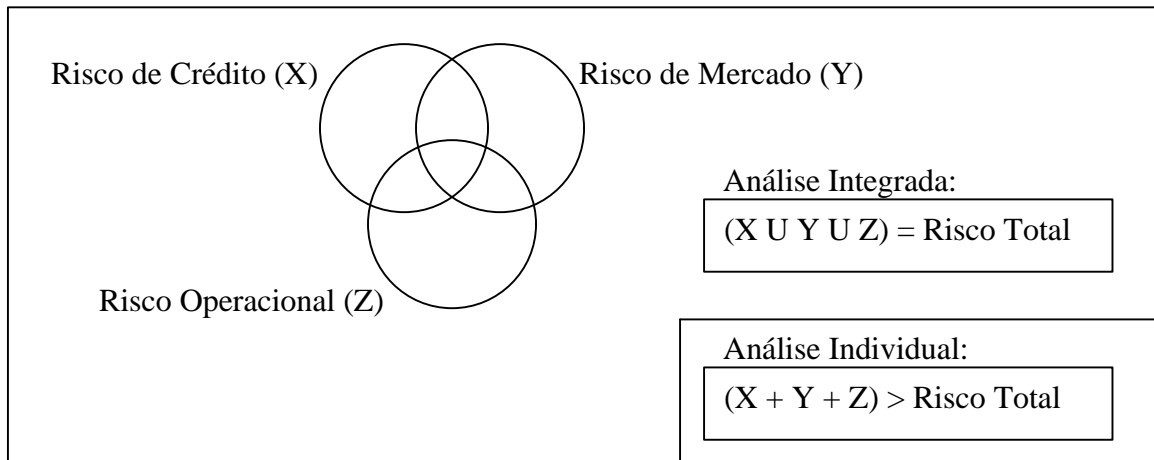 Risco de Crédito (X)
Risco de Mercado (Y)
Risco Operacional (Z)
Análise Integrada:
(X U Y U Z) = Risco Total
Análise Individual:
(X + Y + Z) > Risco Total